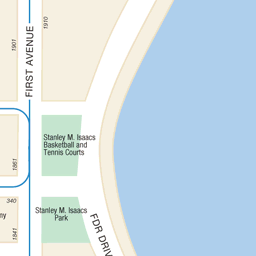 1910
1901
FIRST AVENUE
Stanley M. Isaacs
Basketball and
Tennis Courts
1861
340
Stanley M. Isaacs
Park
1841
FDR DRIV